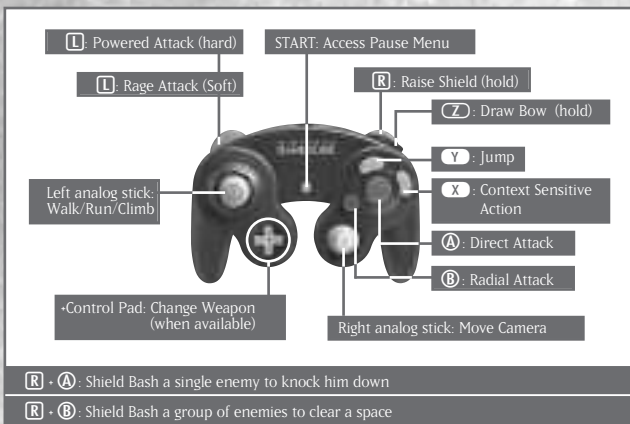 L: Powered Attack (hard)
START: Access Pause Menu
L: Rage Attack (Soft)
R: Raise Shield (hold)
Z: Draw Bow (hold)
Y: Jump
Left analog stick:
Walk/Run/Climb
X: Context Sensitive
Action
A: Direct Attack
B: Radial Attack
+Control Pad: Change Weapon
(when available)
Right analog stick: Move Camera
R + A: Shield Bash a single enemy to knock him down
R + B: Shield Bash a group of enemies to clear a space